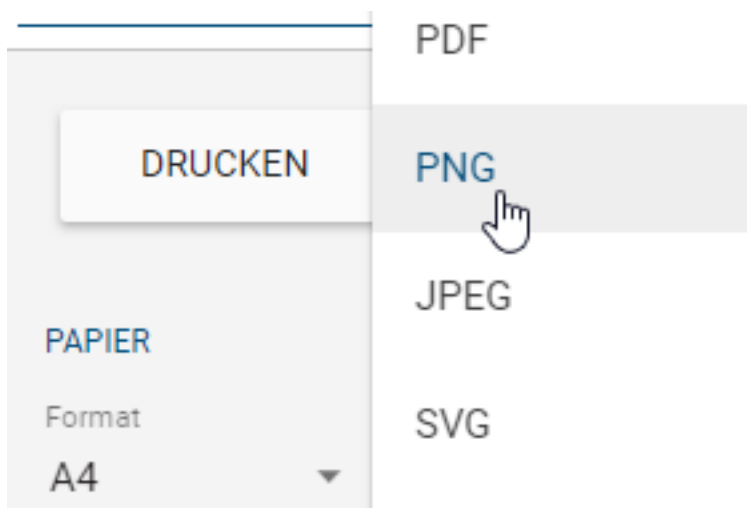 DRUCKEN
PAPIER
Format
A4
PDF
PNG
JPEG
SVG